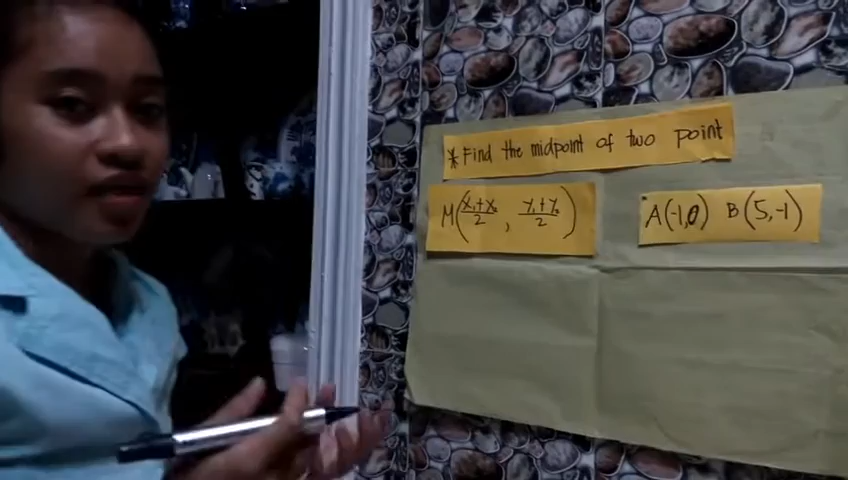 * Find the midpoint of two point
M(x₁+x₂/2, y₁+y₂/2)
A(-1,0) B(5,-1)